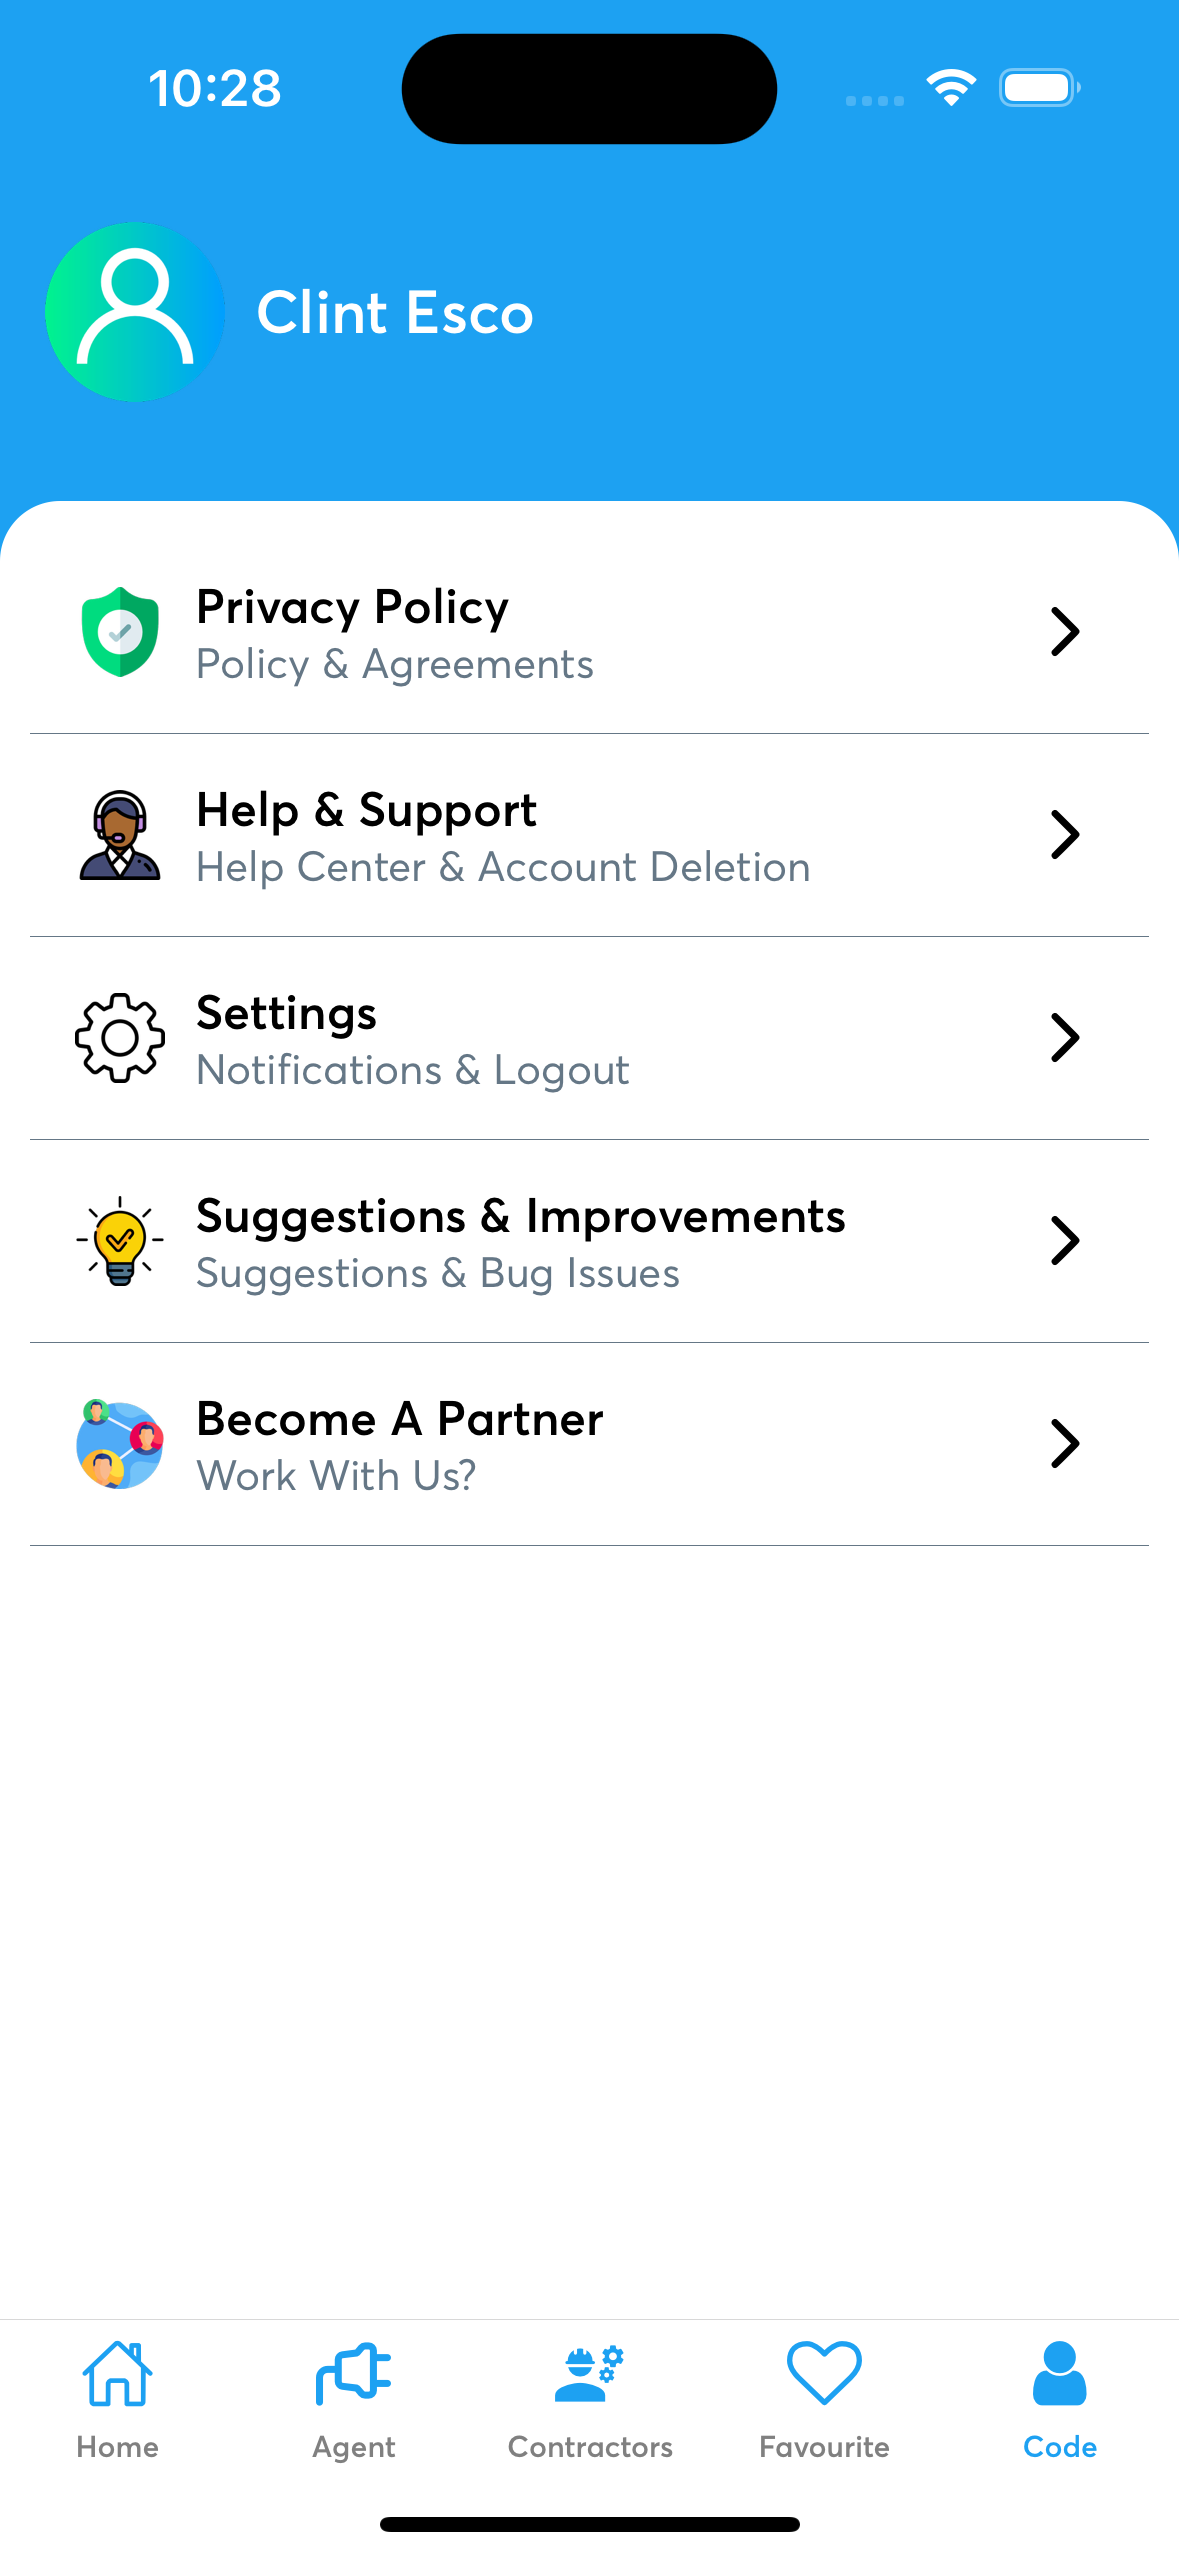 10:28
Clint Esco
Privacy Policy
Policy & Agreements
Help & Support
Help Center & Account Deletion
Settings
Notifications & Logout
Suggestions & Improvements
Suggestions & Bug Issues
Become A Partner
Work With Us?
Home
Agent
Contractors
Favourite
Code